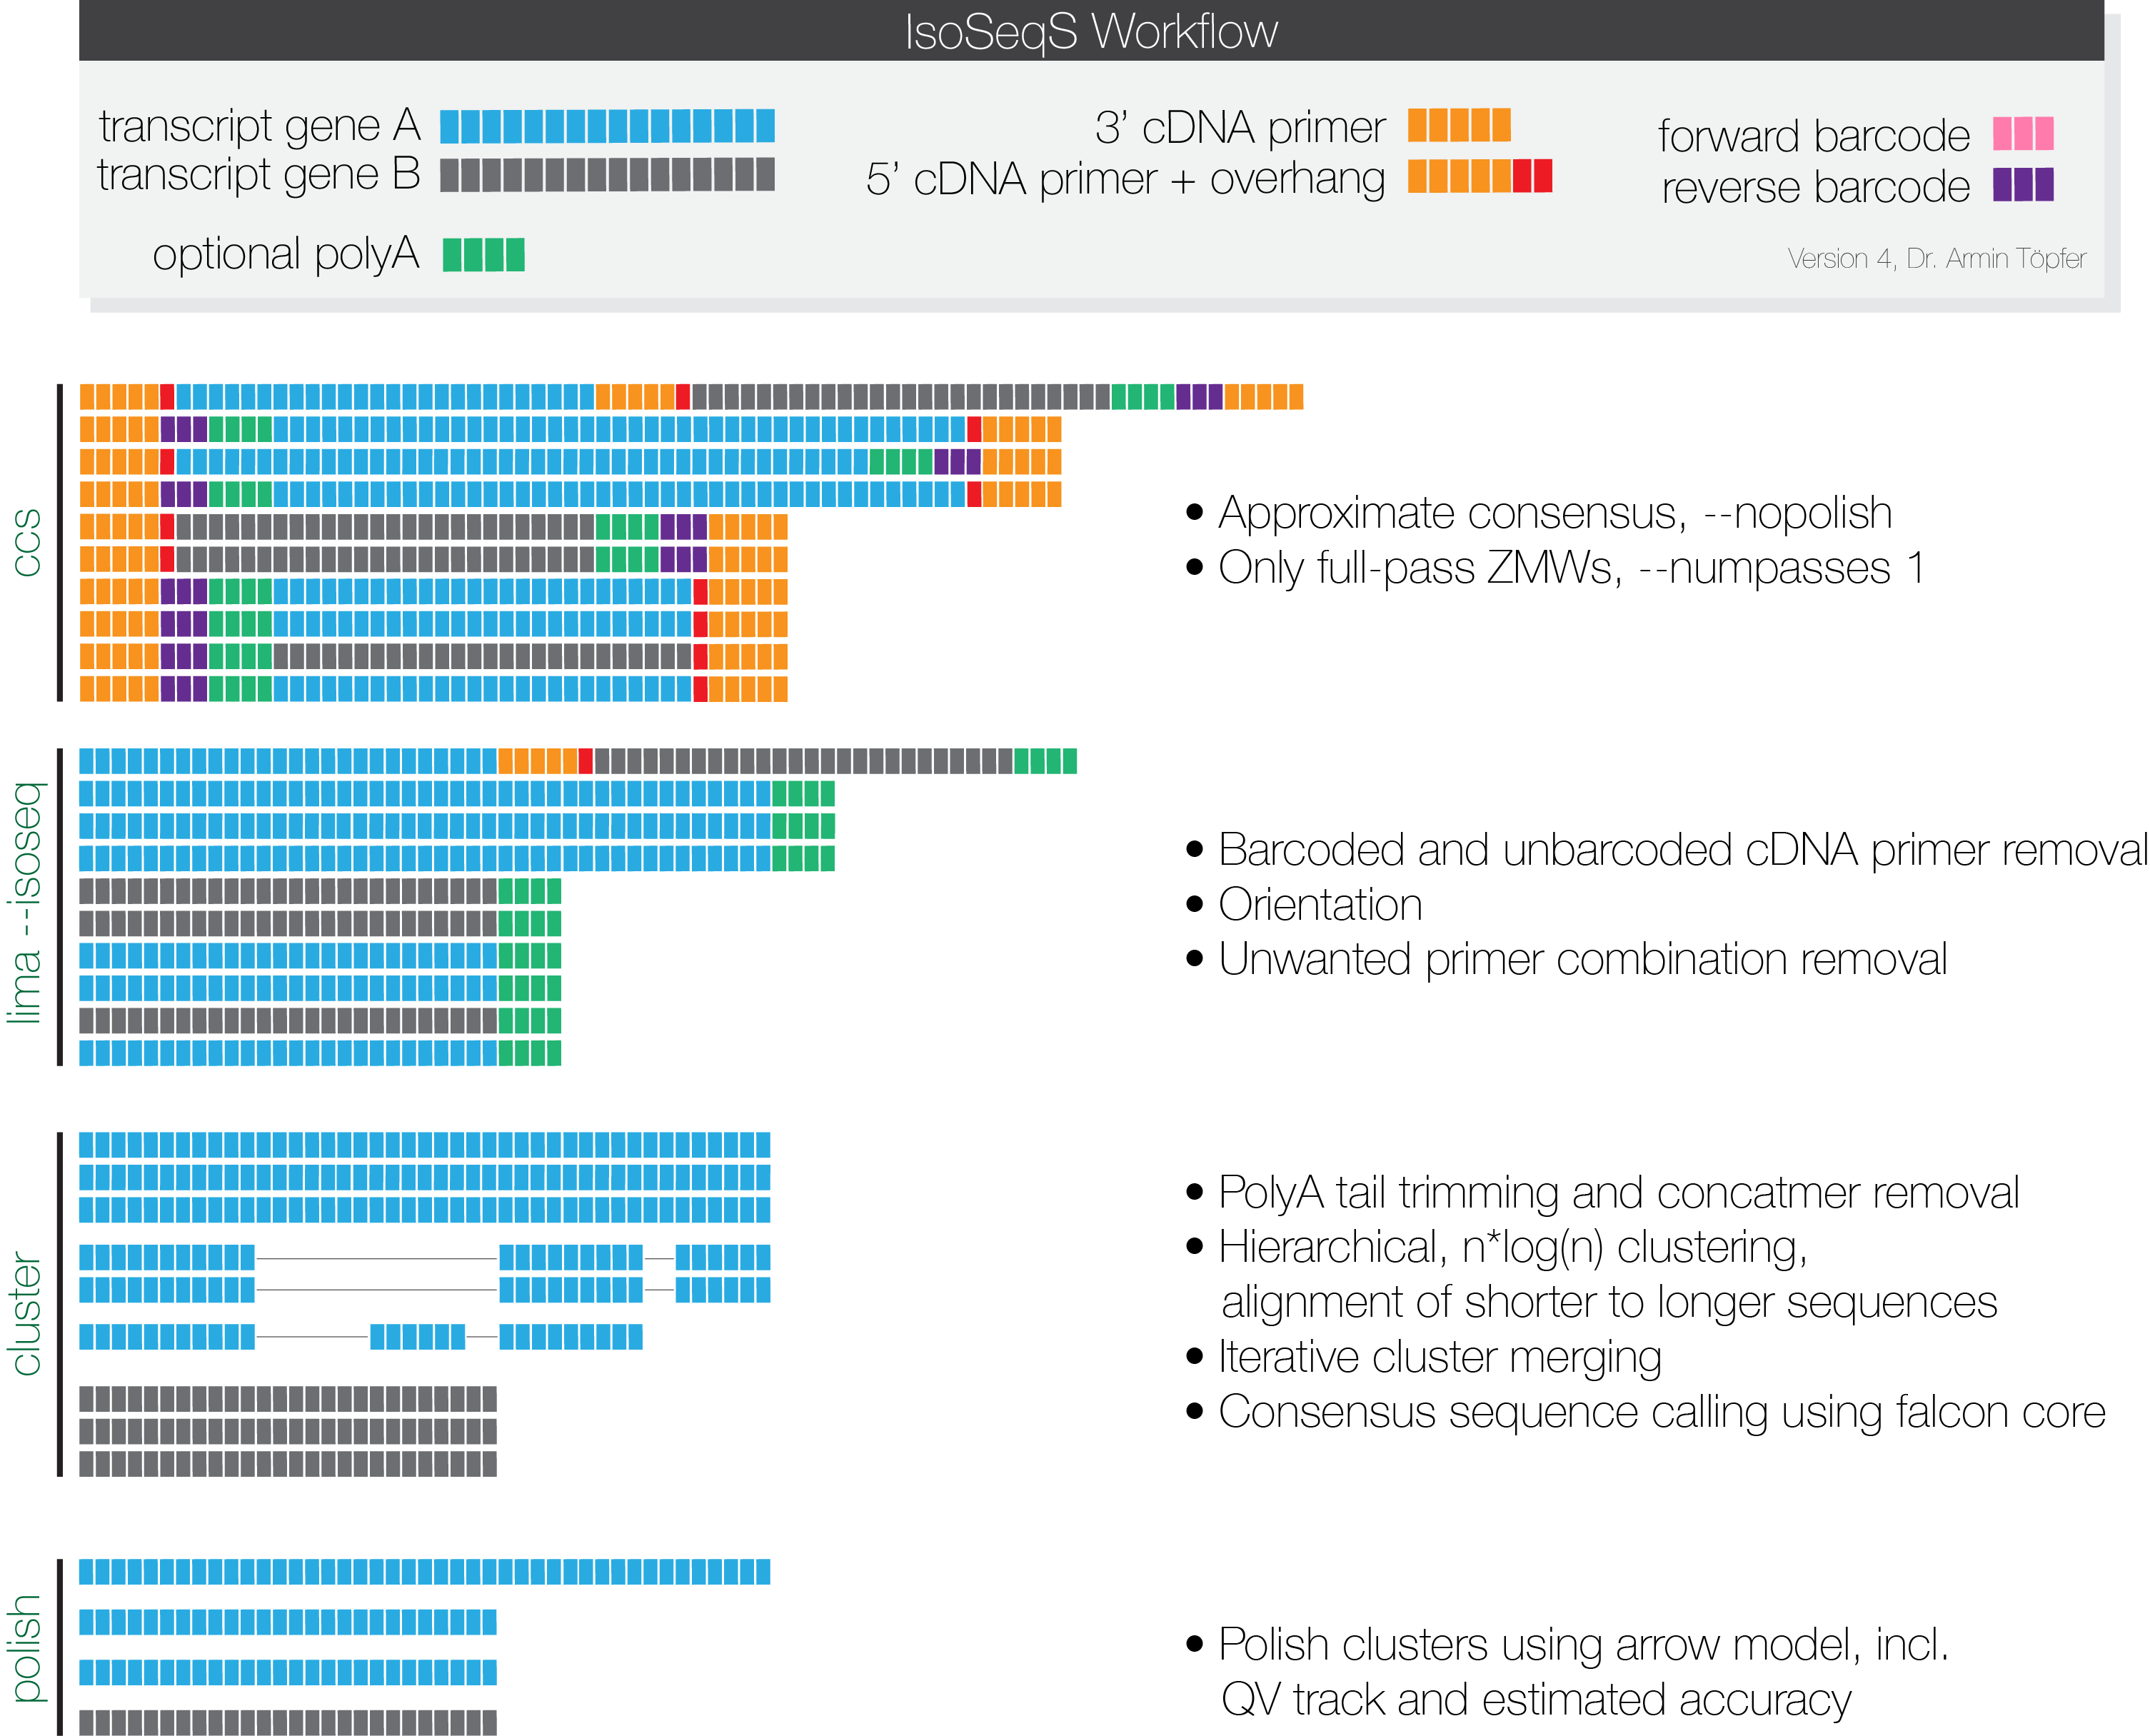 IsoSeqS Workflow
transcript gene A
transcript gene B
optional polyA
3’ cDNA primer
5’ cDNA primer + overhang
forward barcode
reverse barcode
Version 4, Dr. Armin Töpfer
ccs
• Approximate consensus, --nopolish
• Only full-pass ZMWs, --numpasses 1
lima --isoseq
• Barcoded and unbarcoded cDNA primer removal
• Orientation
• Unwanted primer combination removal
cluster
• PolyA tail trimming and concatmer removal
• Hierarchical, n*log(n) clustering,
alignment of shorter to longer sequences
• Iterative cluster merging
• Consensus sequence calling using falcon core
polish
• Polish clusters using arrow model, incl.
QV track and estimated accuracy